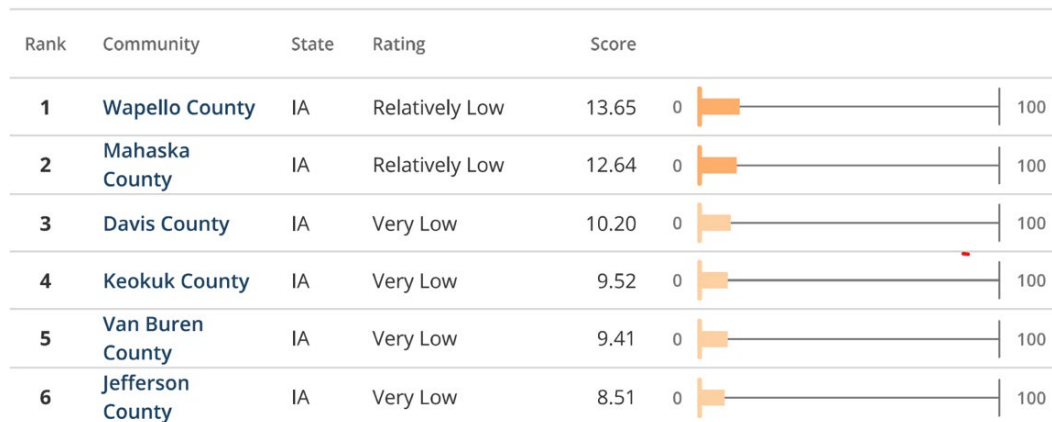 Rank Community State Rating Score
1 Wapello County IA Relatively Low 13.65 0 100
2 Mahaska County IA Relatively Low 12.64 0 100
3 Davis County IA Very Low 10.20 0 100
4 Keokuk County IA Very Low 9.52 0 100
5 Van Buren County IA Very Low 9.41 0 100
6 Jefferson County IA Very Low 8.51 0 100